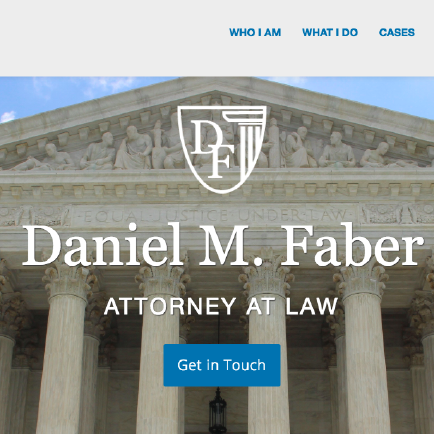 WHO I AM WHAT I DO CASES
DF
EQUAL JUSTICE UNDER LAW
Daniel M. Faber
ATTORNEY AT LAW
Get in Touch